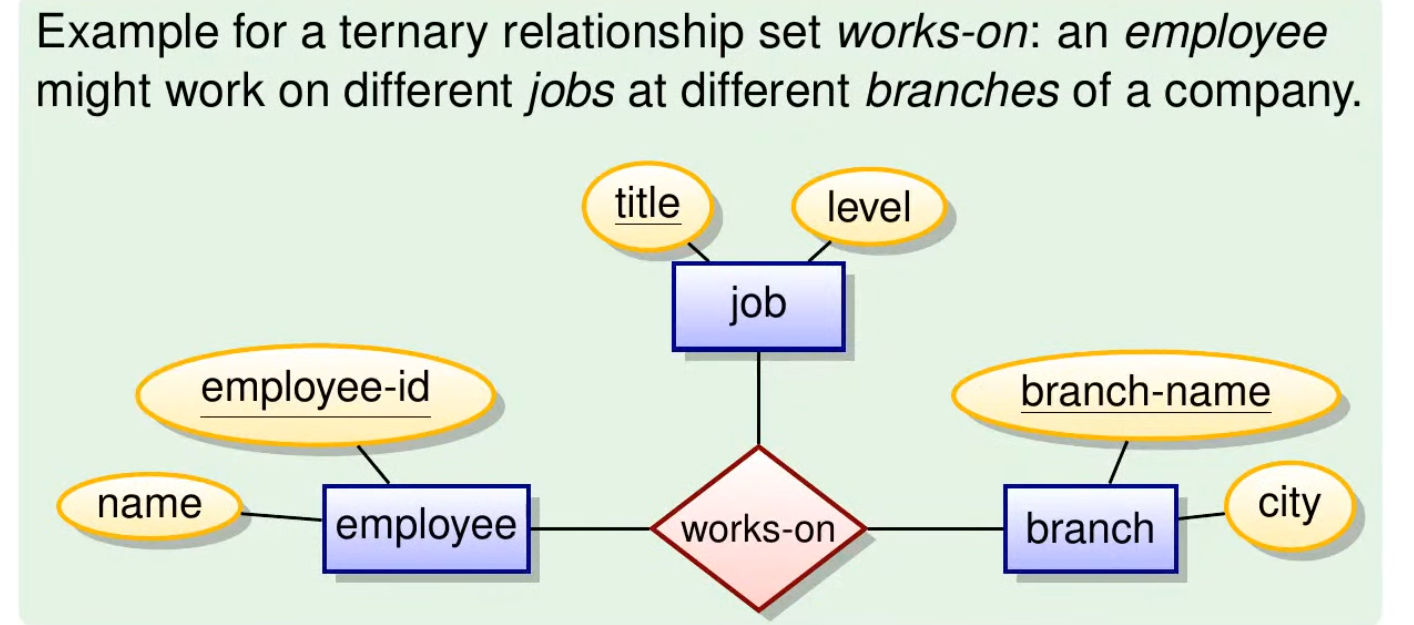 Example for a ternary relationship set works-on: an employee
might work on different jobs at different branches of a company.
title
level
job
employee-id
branch-name
name
employee
works-on
branch
city